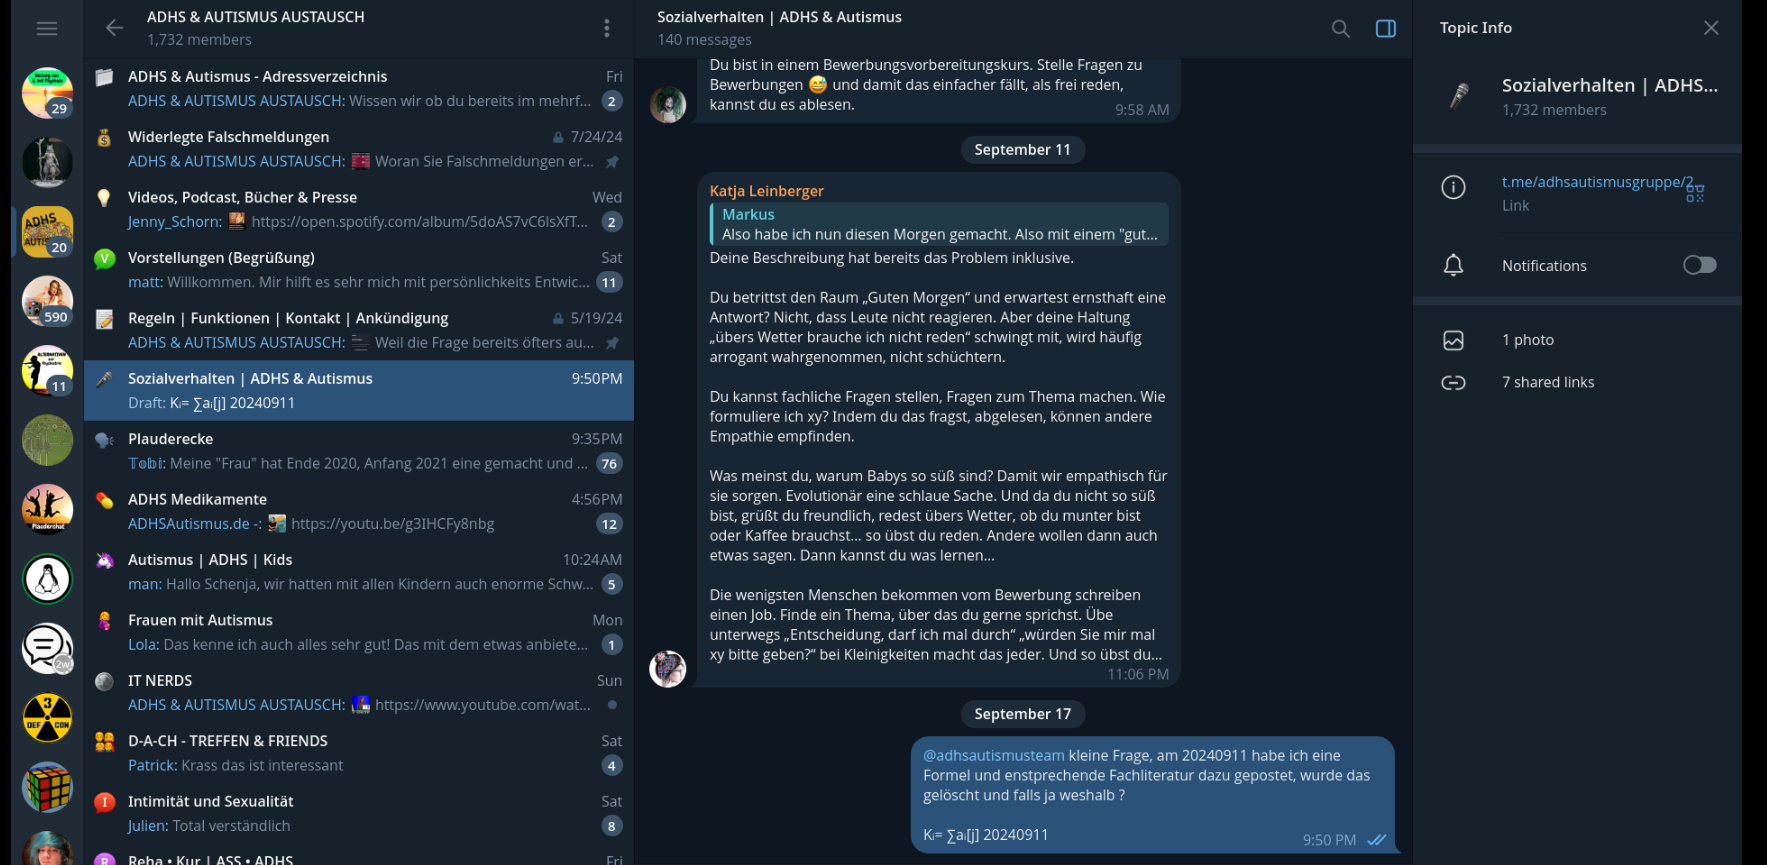 29
20
590
11
2w
3
DEF CON
ADHS & AUTISMUS AUSTAUSCH
1,732 members
ADHS & Autismus - Adressverzeichnis
Fri
ADHS & AUTISMUS AUSTAUSCH: Wissen wir ob du bereits im mehrf...
2
Widerlegte Falschmeldungen
7/24/24
ADHS & AUTISMUS AUSTAUSCH: Woran Sie Falschmeldungen er...
Videos, Podcast, Bücher & Presse
Wed
Jenny_Schorn: https://open.spotify.com/album/5doAS7vC6lsXfT...
2
V
Vorstellungen (Begrüßung)
Sat
matt: Willkommen. Mir hilft es sehr mich mit persönlichkeits Entwic...
11
Regeln | Funktionen | Kontakt | Ankündigung
5/19/24
ADHS & AUTISMUS AUSTAUSCH: Weil die Frage bereits öfters au...
Sozialverhalten | ADHS & Autismus
9:50PM
Draft: Kᵢ= ∑aᵢ[j] 20240911
Plauderecke
9:35PM
𝕋𝕠𝕓𝕚: Meine "Frau" hat Ende 2020, Anfang 2021 eine gemacht und ...
76
ADHS Medikamente
4:56PM
ADHSAutismus.de -: https://youtu.be/g3IHCFy8nbg
12
Autismus | ADHS | Kids
10:24AM
man: Hallo Schenja, wir hatten mit allen Kindern auch enorme Schw...
5
Frauen mit Autismus
Mon
Lola: Das kenne ich auch alles sehr gut! Das mit dem etwas anbiete...
1
IT NERDS
Sun
ADHS & AUTISMUS AUSTAUSCH: https://www.youtube.com/wat...
D-A-CH - TREFFEN & FRIENDS
Sat
Patrick: Krass das ist interessant
4
I
Intimität und Sexualität
Sat
Julien: Total verständlich
8
R
Reha • Kur | ASS • ADHS
Fri
Sozialverhalten | ADHS & Autismus
140 messages
Du bist in einem Bewerbungsvorbereitungskurs. Stelle Fragen zu
Bewerbungen 😅 und damit das einfacher fällt, als frei reden,
kannst du es ablesen.
9:58 AM
September 11
Katja Leinberger
Markus
Also habe ich nun diesen Morgen gemacht. Also mit einem "gut...
Deine Beschreibung hat bereits das Problem inklusive.
Du betrittst den Raum „Guten Morgen“ und erwartest ernsthaft eine
Antwort? Nicht, dass Leute nicht reagieren. Aber deine Haltung
„übers Wetter brauche ich nicht reden“ schwingt mit, wird häufig
arrogant wahrgenommen, nicht schüchtern.
Du kannst fachliche Fragen stellen, Fragen zum Thema machen. Wie
formuliere ich xy? Indem du das fragst, abgelesen, können andere
Empathie empfinden.
Was meinst du, warum Babys so süß sind? Damit wir empathisch für
sie sorgen. Evolutionär eine schlaue Sache. Und da du nicht so süß
bist, grüßt du freundlich, redest übers Wetter, ob du munter bist
oder Kaffee brauchst... so übst du reden. Andere wollen dann auch
etwas sagen. Dann kannst du was lernen...
Die wenigsten Menschen bekommen vom Bewerbung schreiben
einen Job. Finde ein Thema, über das du gerne sprichst. Übe
unterwegs „Entscheidung, darf ich mal durch“ „würden Sie mir mal
xy bitte geben?“ bei Kleinigkeiten macht das jeder. Und so übst du...
11:06 PM
September 17
@adhsautismusteam kleine Frage, am 20240911 habe ich eine
Formel und enstprechende Fachliteratur dazu gepostet, wurde das
gelöscht und falls ja weshalb ?
Kᵢ= ∑aᵢ[j] 20240911
9:50 PM
Topic Info
Sozialverhalten | ADHS...
1,732 members
t.me/adhsautismusgruppe/2...
Link
Notifications
1 photo
7 shared links